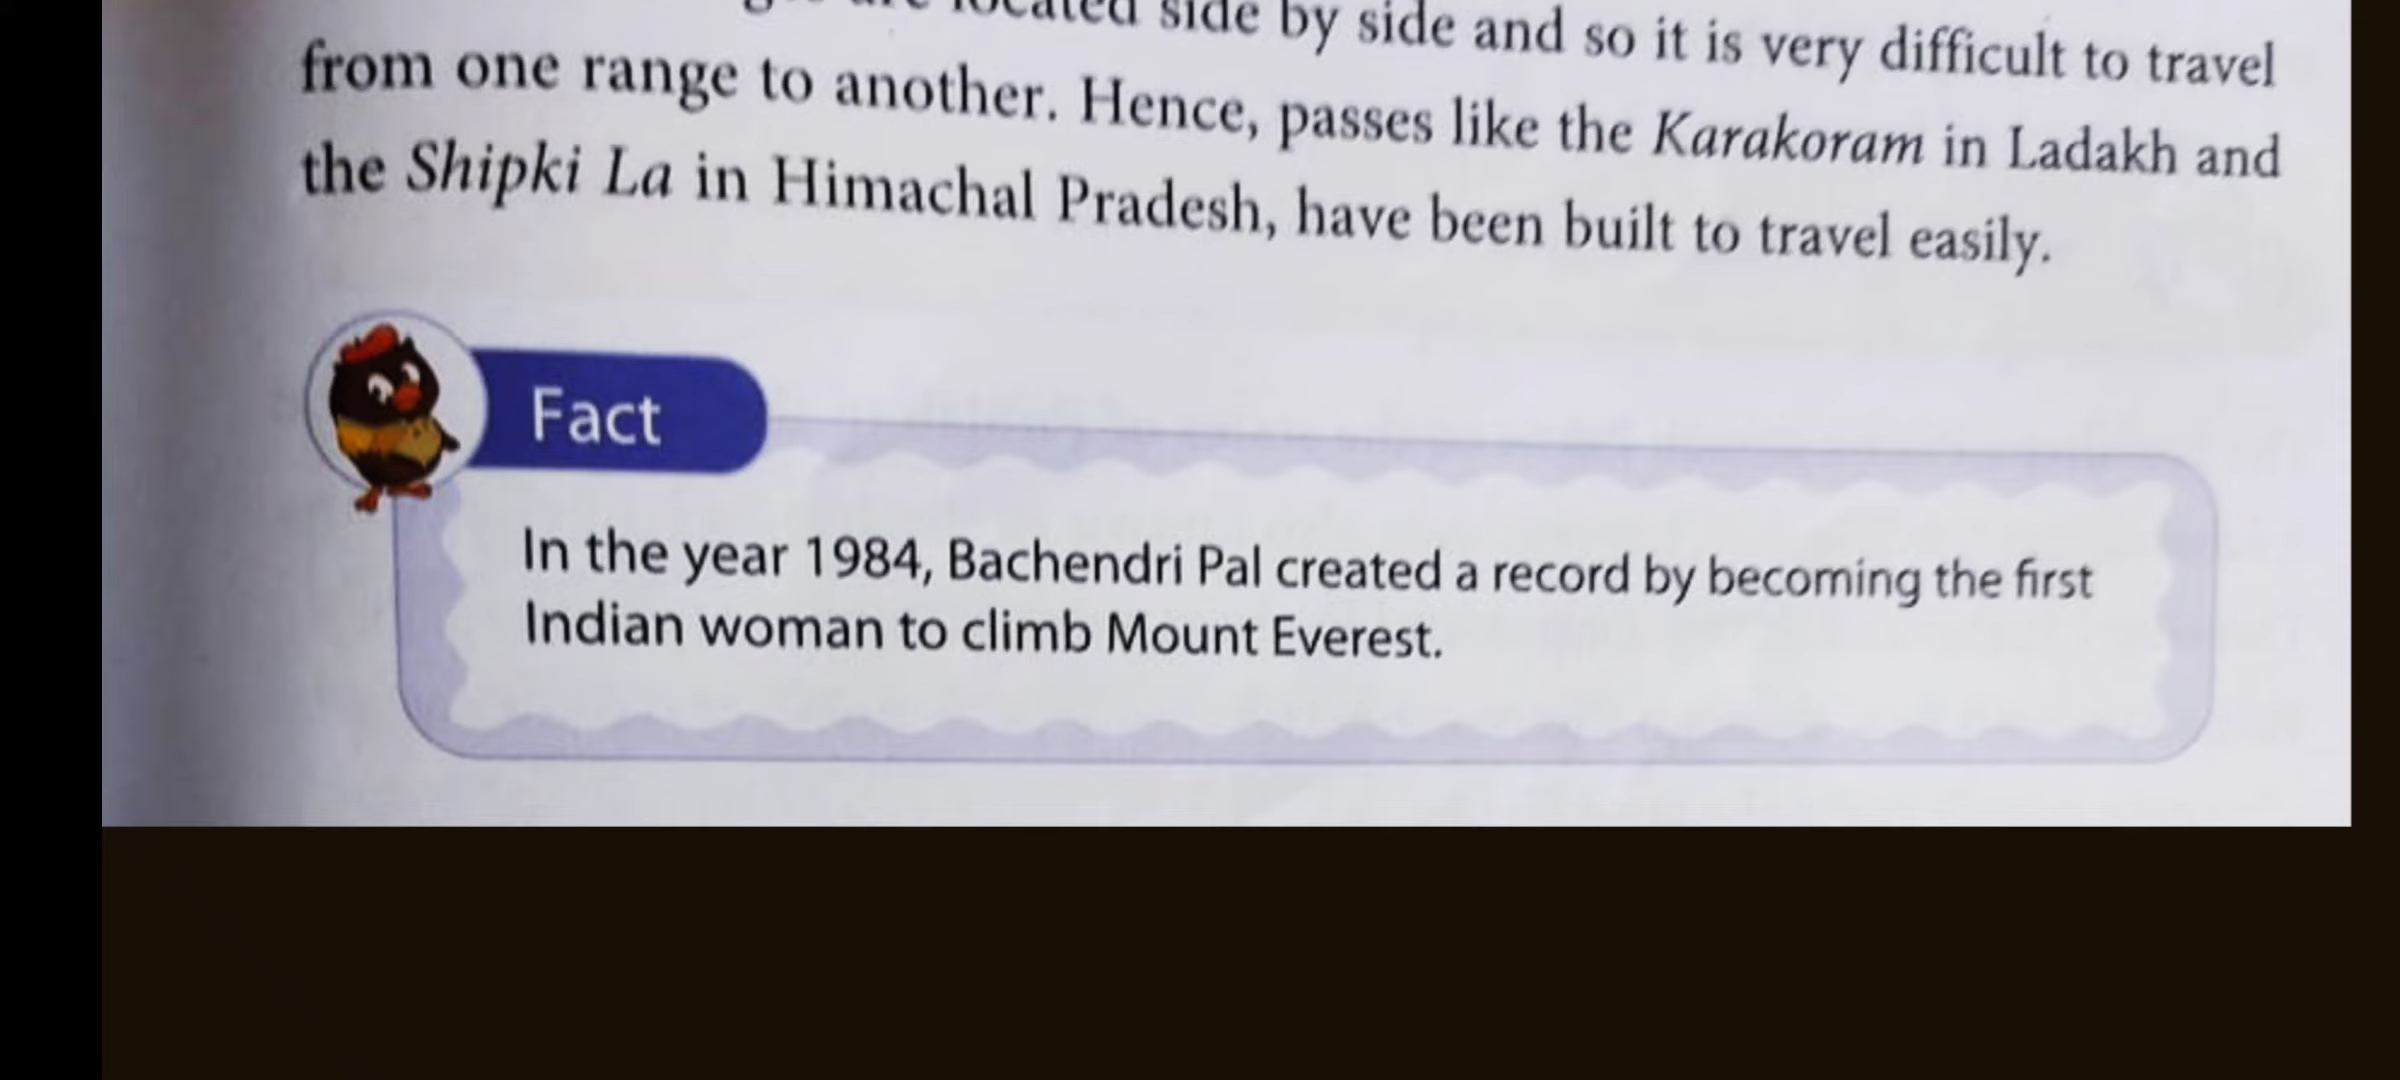 are located side by side and so it is very difficult to travel
from one range to another. Hence, passes like the Karakoram in Ladakh and
the Shipki La in Himachal Pradesh, have been built to travel easily.
Fact
In the year 1984, Bachendri Pal created a record by becoming the first
Indian woman to climb Mount Everest.